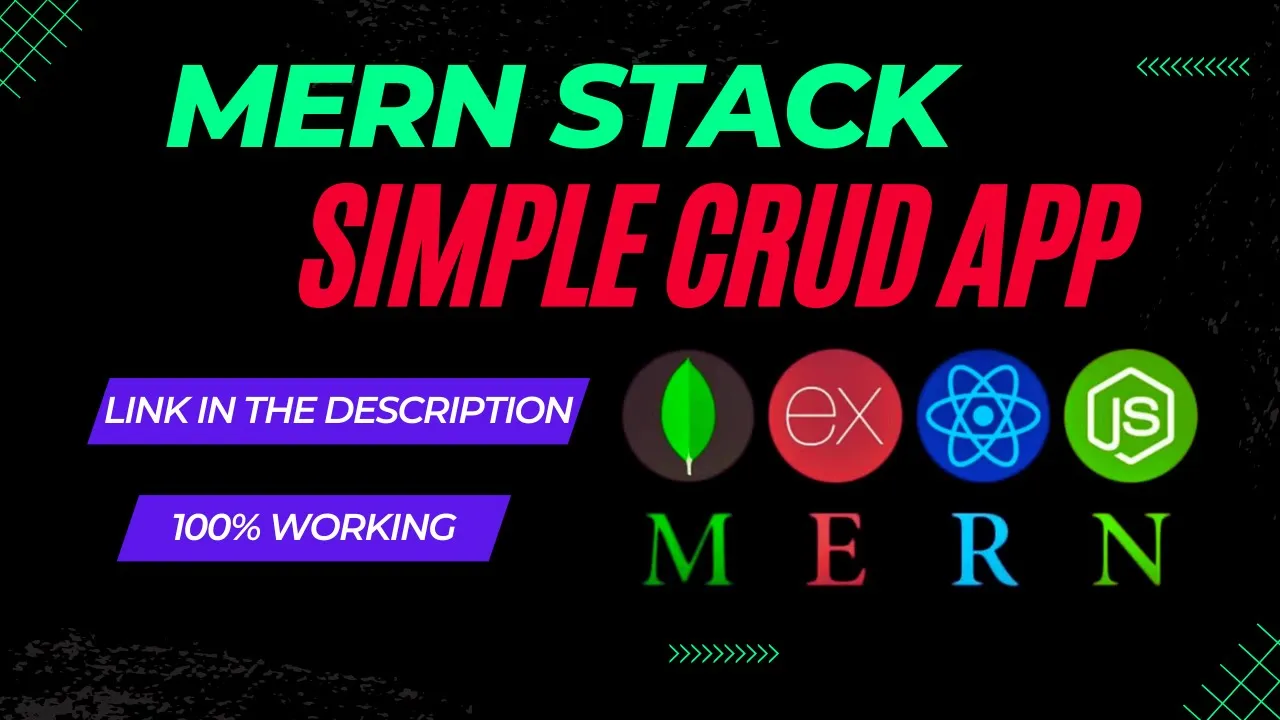 MERN STACK
SIMPLE CRUD APP
LINK IN THE DESCRIPTION
100% WORKING
ex
JS
M E R N